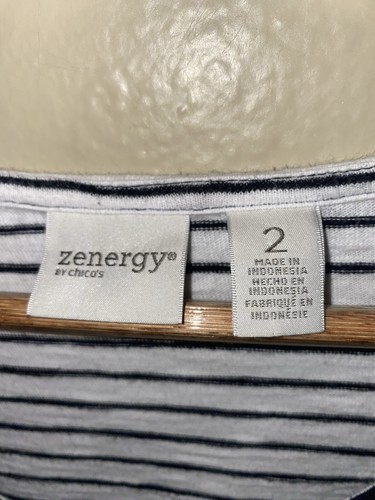 zenergy®
BY chico's
2
MADE IN
INDONESIA
HECHO EN
INDONESIA
FABRIQUÉ EN
INDONÉSIE